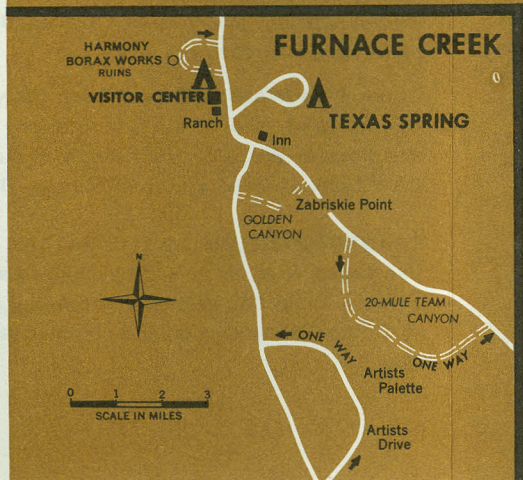 FURNACE CREEK
HARMONY
BORAX WORKS
RUINS
VISITOR CENTER
Ranch
TEXAS SPRING
Inn
Zabriskie Point
GOLDEN
CANYON
N
20-MULE TEAM
CANYON
ONE WAY
ONE WAY
Artists
Palette
0 1 2 3
SCALE IN MILES
Artists
Drive